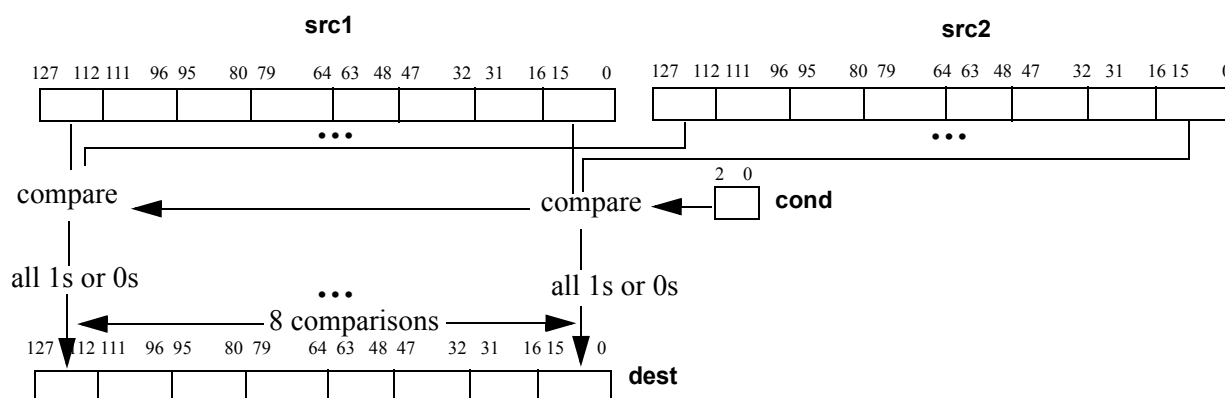 src1 src2
127 112 111 96 95 80 79 64 63 48 47 32 31 16 15 0 127 112 111 96 95 80 79 64 63 48 47 32 31 16 15 0
... ...
2 0
compare compare cond
all 1s or 0s all 1s or 0s
...
8 comparisons
127 112 111 96 95 80 79 64 63 48 47 32 31 16 15 0
dest